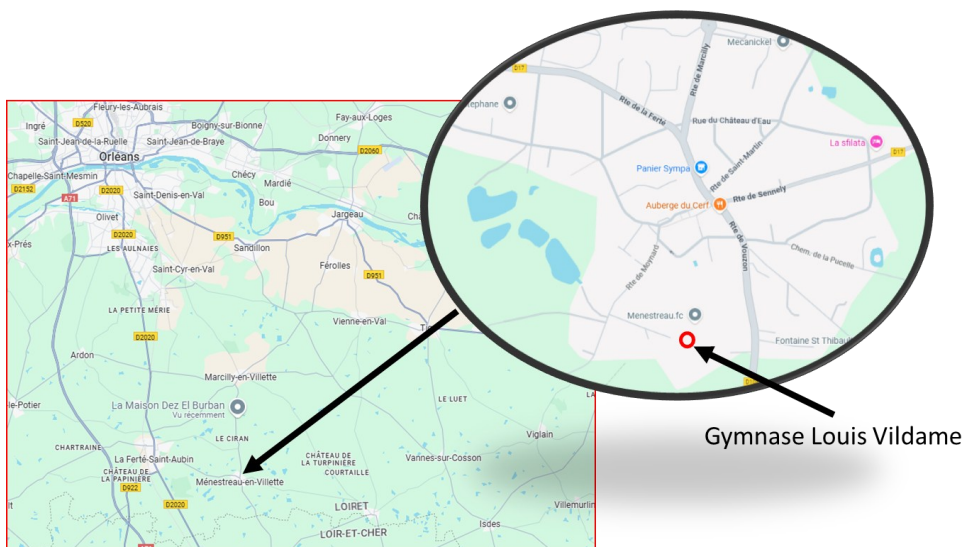 Fleury-les-Aubrais
Fay-aux-Loges
D520
Ingré
Boigny-sur-Bionne
Saint-Jean-de-la-Ruelle
Saint-Jean-de-Braye
Donnery
D2060
Orléans
Chapelle-Saint-Mesmin
Chécy
D2152
D2020
Mardié
A71
Saint-Denis-en-Val
Bou
Olivet
Jargeau
D2020
D951
x-Prés
LES AULNAIES
Sandillon
Saint-Cyr-en-Val
Férolles
D951
LA PETITE MÉRIE
Vienne-en-Val
D2020
Ardon
Marcilly-en-Villette
le-Potier
La Maison Dez El Burban
Vu récemment
LE LUET
LE CIRAN
Viglain
CHARTRAINE
La Ferté-Saint-Aubin
CHÂTEAU DE
LA TURPINIÈRE
Vannes-sur-Cosson
CHÂTEAU DE
LA PAPINIÈRE
COURTAILLE
D922
Ménestreau-en-Villette
D2020
LOIRET
Villemurlin
Isdes
LOIR-ET-CHER
Mecanickel
D17
Rte de Marcilly
Rte de la Ferté
Rue du Château d'Eau
La sfilata
D17
Panier Sympa
Rte de Saint-Martin
Rte de Sennely
Auberge du Cerf
Rte de Vouzon
Rte de Moynard
Chem. de la Pucelle
Menestreau.fc
Fontaine St Thibau
Gymnase Louis Vildame